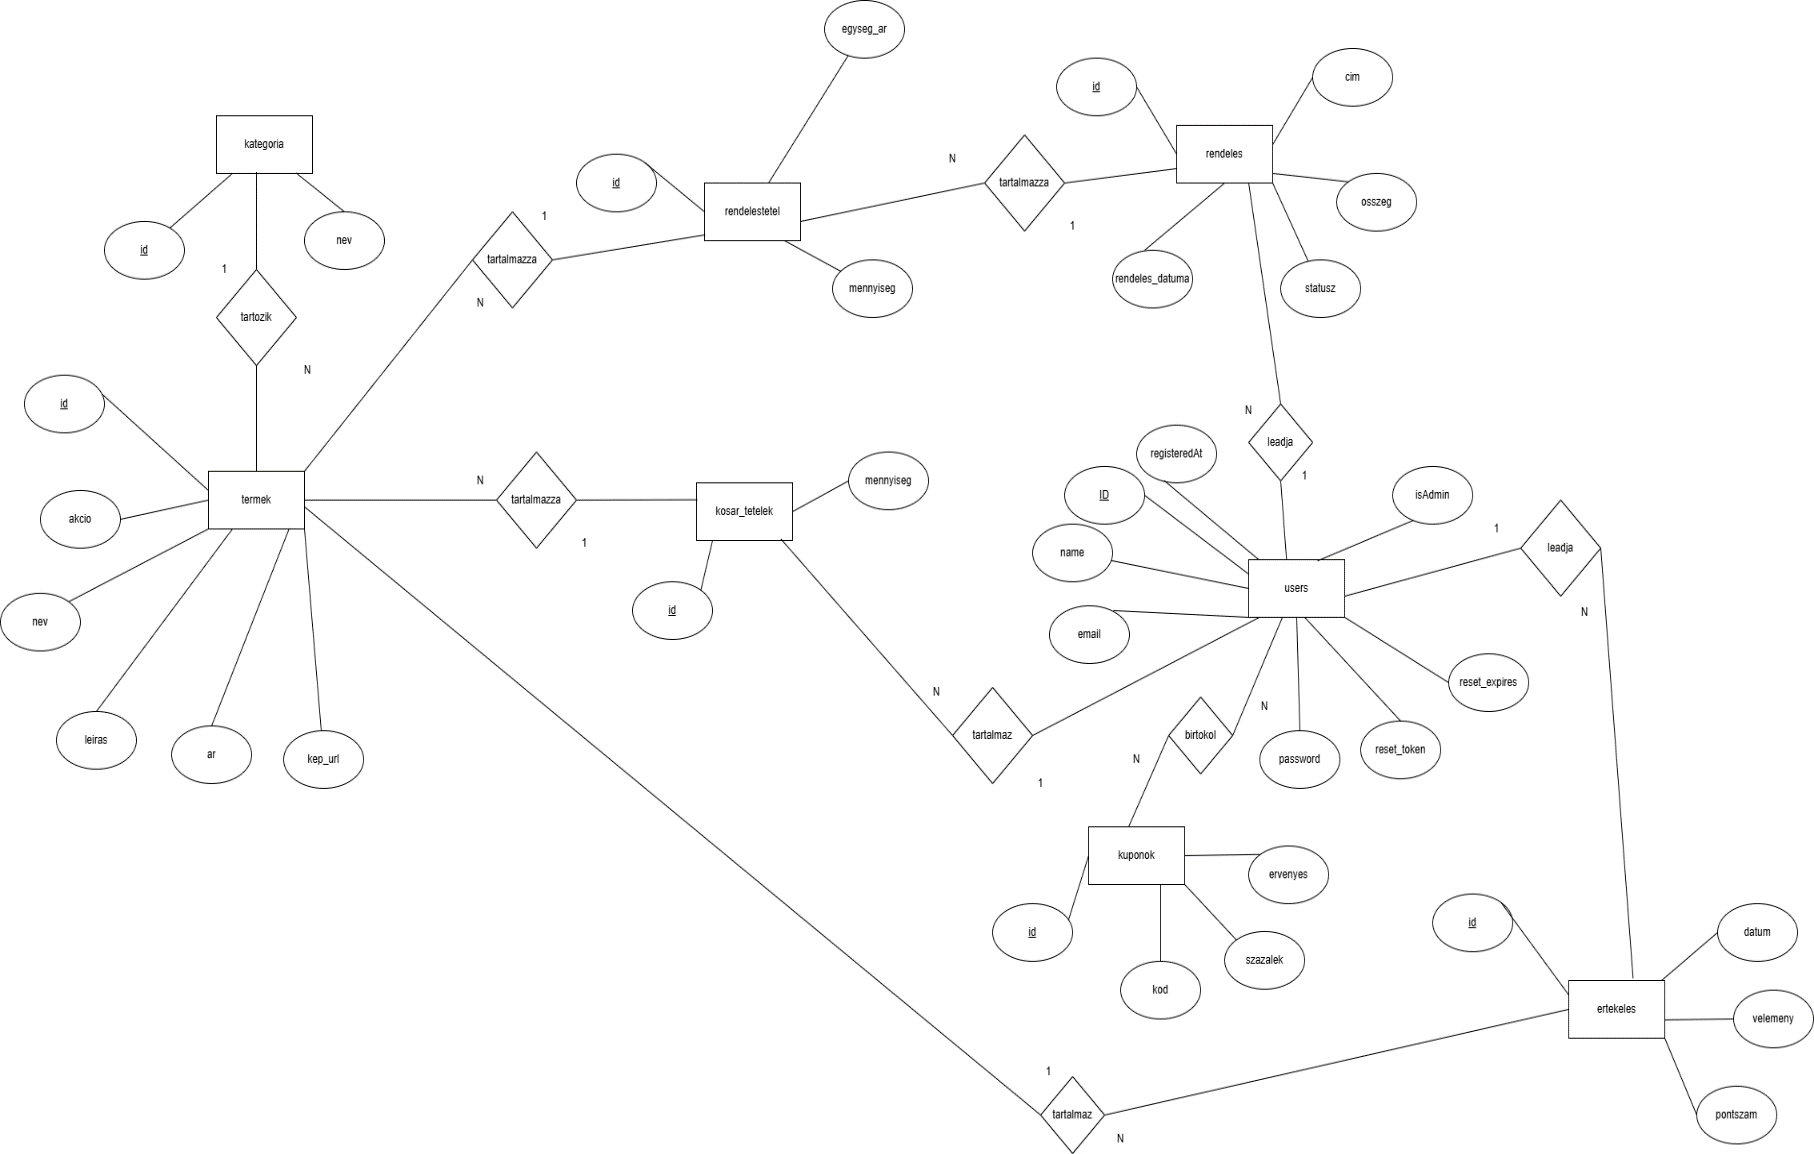 egyseg_ar
id
cim
kategoria
rendeles
N
tartalmazza
id
rendelestetel
osszeg
1
1
id
nev
tartalmazza
rendeles_datuma
statusz
mennyiseg
1
N
tartozik
N
id
N
leadja
registeredAt
1
termek
N
tartalmazza
mennyiseg
ID
isAdmin
akcio
kosar_tetelek
1
1
name
leadja
users
id
N
nev
email
reset_expires
N
N
leiras
ar
kep_url
tartalmaz
birtokol
N
password
reset_token
1
kuponok
ervenyes
id
kod
szazalek
id
datum
ertekeles
velemeny
1
tartalmaz
N
pontszam